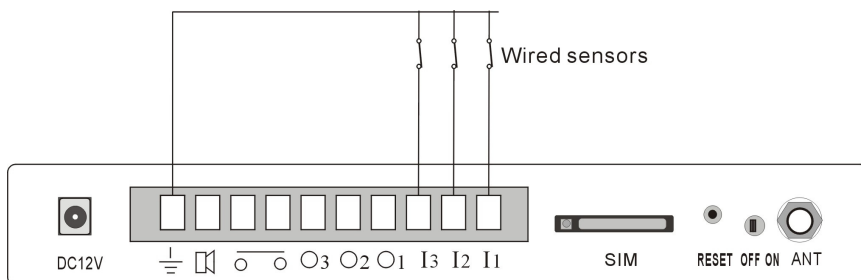 Wired sensors
DC12V O3 O2 O1 I3 I2 I1 SIM RESET OFF ON ANT